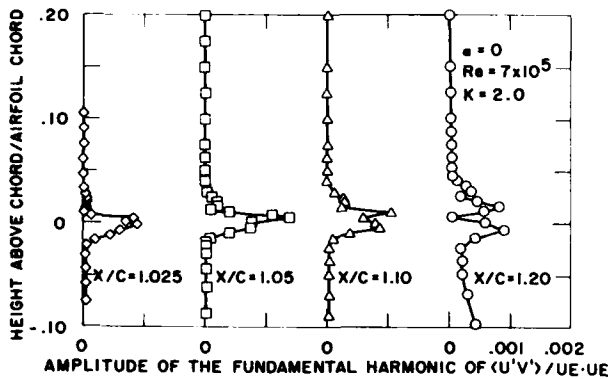 HEIGHT ABOVE CHORD/AIRFOIL CHORD
.20
.10
0
-.10
α = 0
Re = 7x10⁵
K = 2.0
X/C=1.025
X/C=1.05
X/C=1.10
X/C=1.20
0 0 0 0 .001 .002
AMPLITUDE OF THE FUNDAMENTAL HARMONIC OF ⟨U'V'⟩/UE·UE